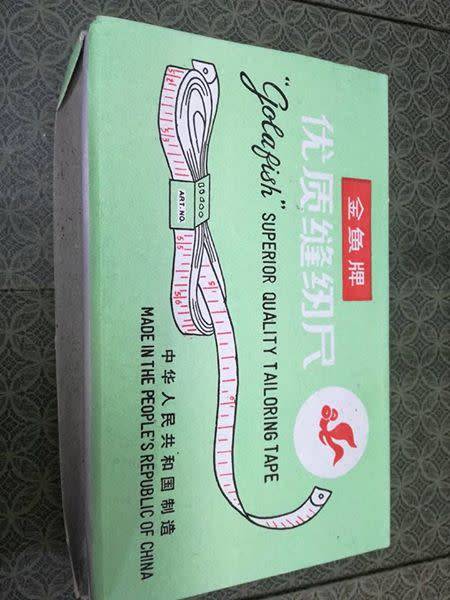 金鱼牌
优质缝纫尺
"Goldfish" SUPERIOR QUALITY TAILORING TAPE
ART.NO.
中华人民共和国制造
MADE IN THE PEOPLE'S REPUBLIC OF CHINA